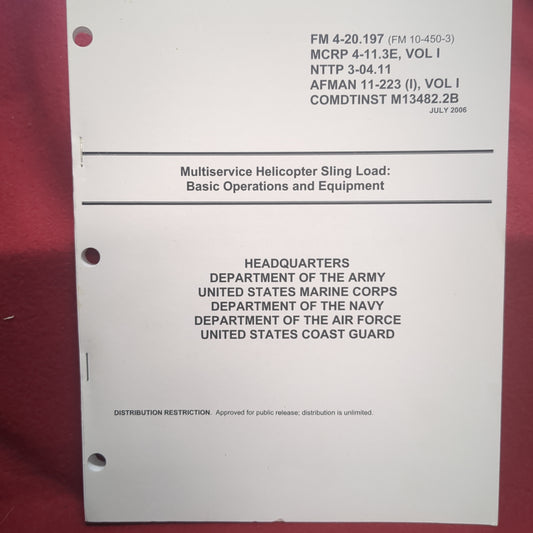 FM 4-20.197 (FM 10-450-3)
MCRP 4-11.3E, VOL I
NTTP 3-04.11
AFMAN 11-223 (I), VOL I
COMDTINST M13482.2B
JULY 2006
Multiservice Helicopter Sling Load:
Basic Operations and Equipment
HEADQUARTERS
DEPARTMENT OF THE ARMY
UNITED STATES MARINE CORPS
DEPARTMENT OF THE NAVY
DEPARTMENT OF THE AIR FORCE
UNITED STATES COAST GUARD
DISTRIBUTION RESTRICTION. Approved for public release; distribution is unlimited.